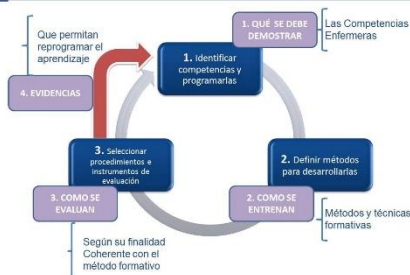 1. QUÉ SE DEBE
DEMOSTRAR
Las Competencias
Enfermeras
Que permitan
reprogramar el
aprendizaje
4. EVIDENCIAS
1. Identificar
competencias y
programarlas
2. Definir métodos
para desarrollarlas
2. COMO SE
ENTRENAN
Métodos y técnicas
formativas
3. Seleccionar
procedimientos e
instrumentos de
evaluación
3. COMO SE
EVALUAN
Según su finalidad
Coherente con el
método formativo